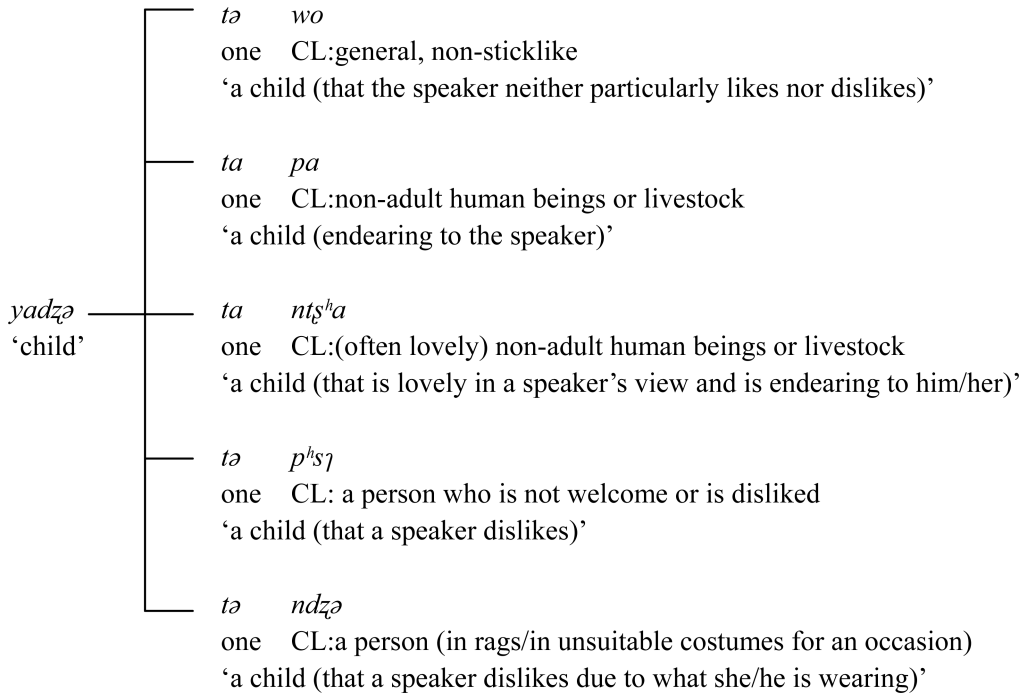 tə wo
one CL:general, non-sticklike
‘a child (that the speaker neither particularly likes nor dislikes)’
ta pa
one CL:non-adult human beings or livestock
‘a child (endearing to the speaker)’
yadʐə
‘child’
ta ntʂʰa
one CL:(often lovely) non-adult human beings or livestock
‘a child (that is lovely in a speaker’s view and is endearing to him/her)’
tə pʰsɿ
one CL: a person who is not welcome or is disliked
‘a child (that a speaker dislikes)’
tə ndʐə
one CL:a person (in rags/in unsuitable costumes for an occasion)
‘a child (that a speaker dislikes due to what she/he is wearing)’